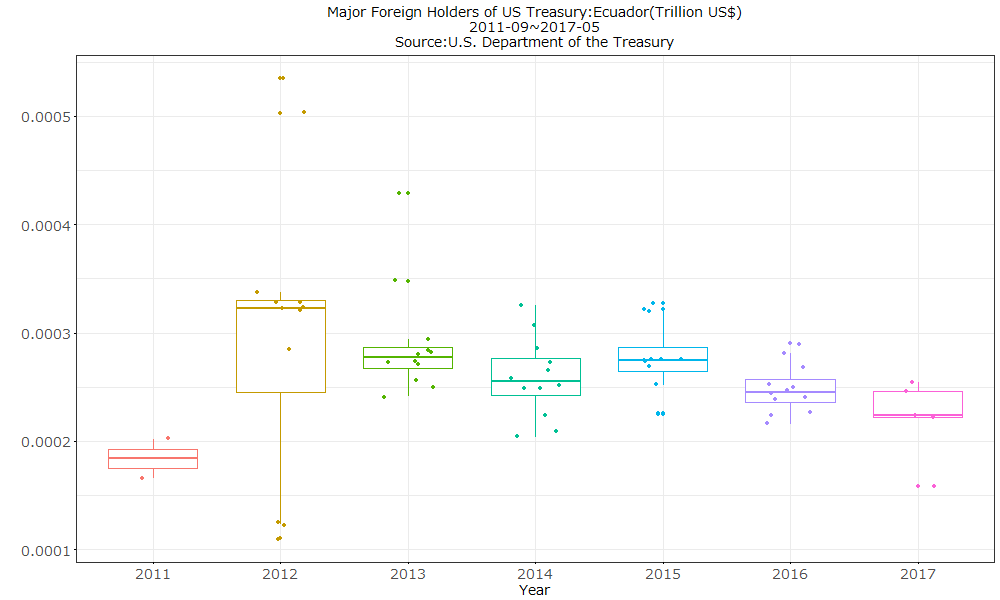 Major Foreign Holders of US Treasury:Ecuador(Trillion US$)
2011-09~2017-05
Source:U.S. Department of the Treasury
0.0005
0.0004
0.0003
0.0002
0.0001
2011 2012 2013 2014 2015 2016 2017
Year